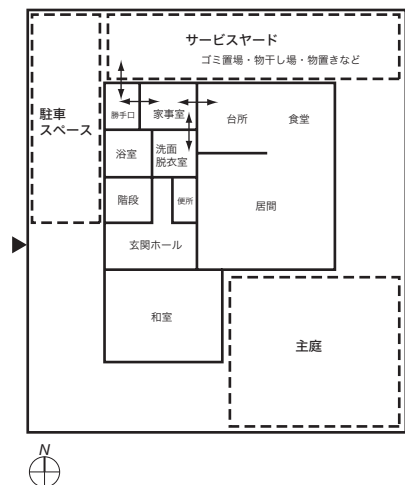 サービスヤード
ゴミ置場・物干し場・物置きなど
駐車
スペース
勝手口
家事室
台所
食堂
浴室
洗面
脱衣室
階段
便所
居間
玄関ホール
和室
主庭
N